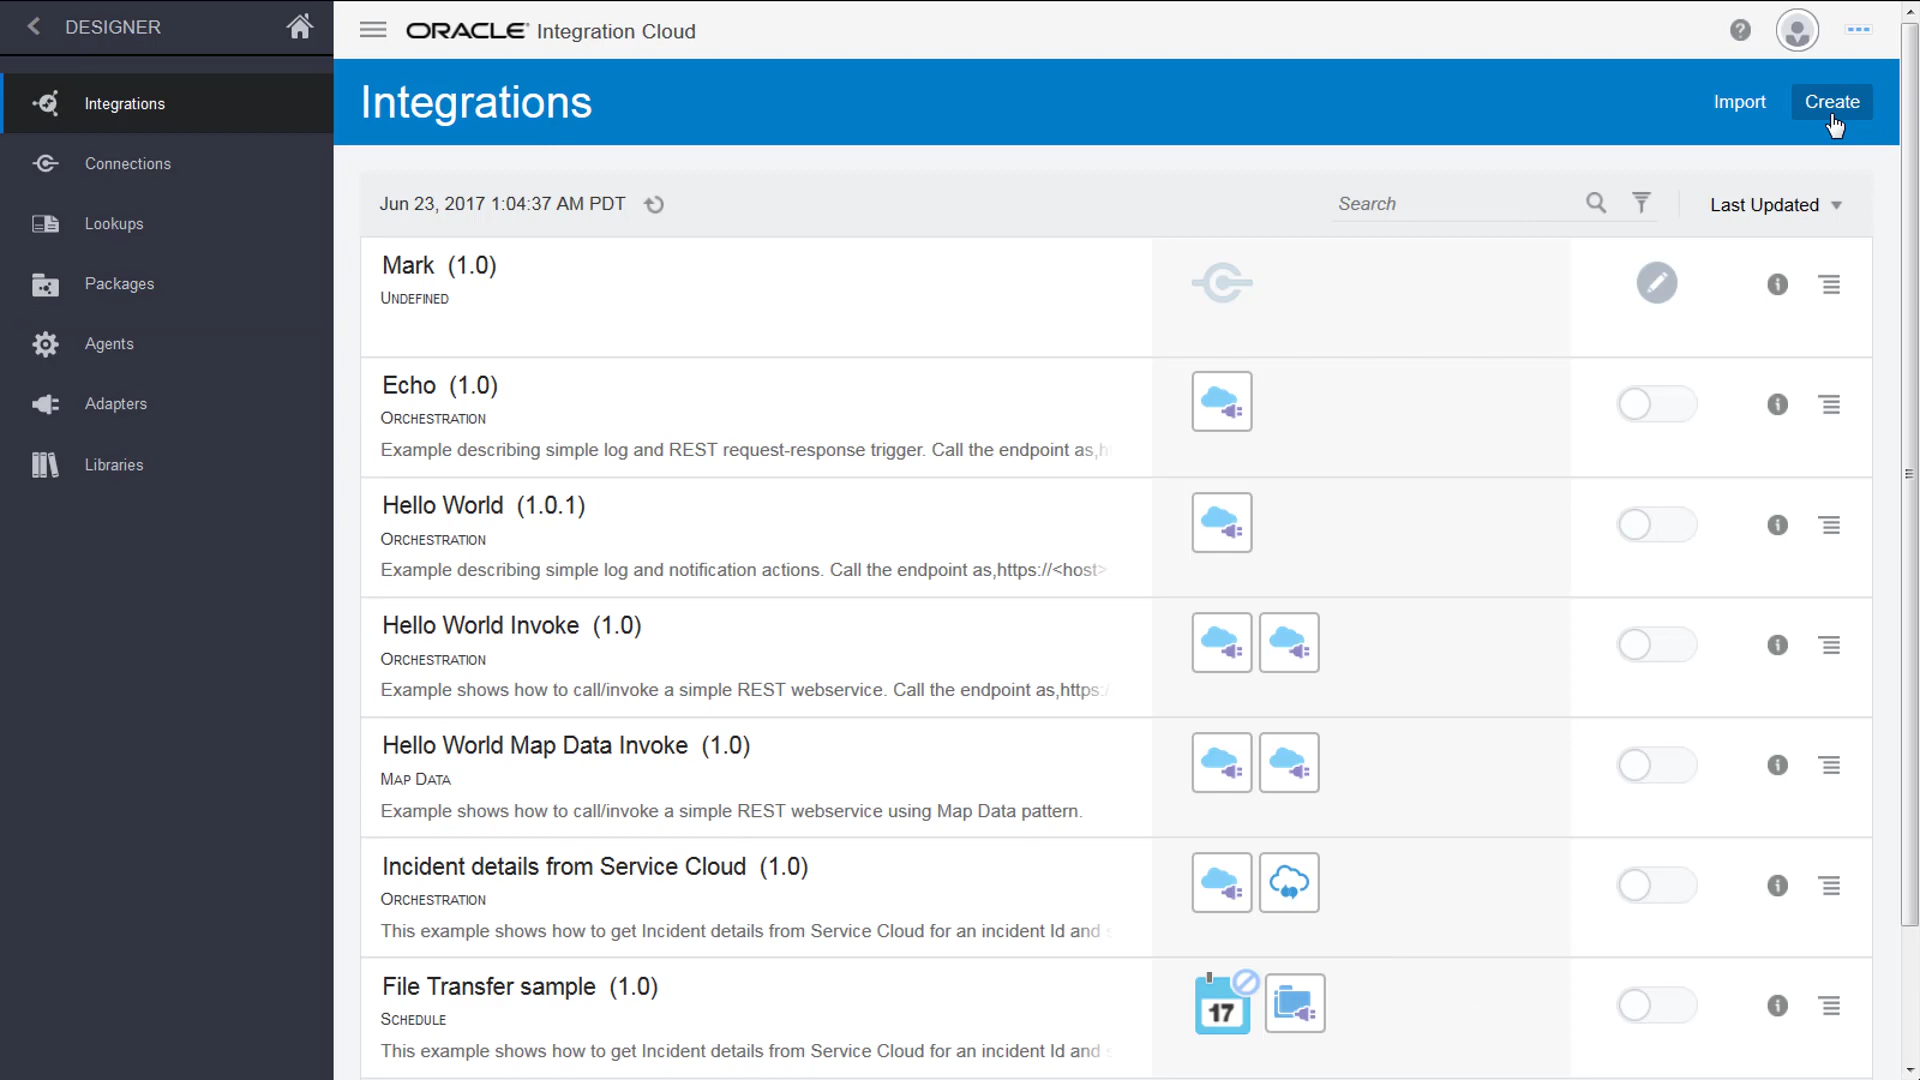 DESIGNER
ORACLE® Integration Cloud
Integrations
Connections
Lookups
Packages
Agents
Adapters
Libraries
Integrations
Import
Create
Jun 23, 2017 1:04:37 AM PDT
Search
Last Updated
Mark (1.0)
UNDEFINED
Echo (1.0)
ORCHESTRATION
Example describing simple log and REST request-response trigger. Call the endpoint as,h
Hello World (1.0.1)
ORCHESTRATION
Example describing simple log and notification actions. Call the endpoint as,https://<host>
Hello World Invoke (1.0)
ORCHESTRATION
Example shows how to call/invoke a simple REST webservice. Call the endpoint as,https:/
Hello World Map Data Invoke (1.0)
MAP DATA
Example shows how to call/invoke a simple REST webservice using Map Data pattern.
Incident details from Service Cloud (1.0)
ORCHESTRATION
This example shows how to get Incident details from Service Cloud for an incident Id and s
File Transfer sample (1.0)
SCHEDULE
17
This example shows how to get Incident details from Service Cloud for an incident Id and s